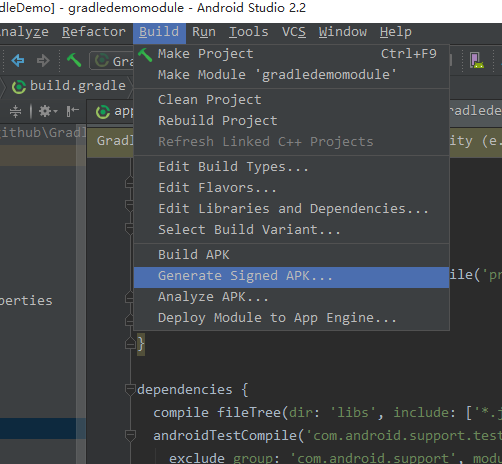 dleDemo] - gradledemomodule - Android Studio 2.2
nalyze Refactor Build Run Tools VCS Window Help
Make Project Ctrl+F9
Make Module 'gradledemomodule'
build.gradle
Clean Project
app
gradlede
Rebuild Project
github\Grad
Gradl
Refresh Linked C++ Projects
ity (e.
Edit Build Types...
Edit Flavors...
Edit Libraries and Dependencies...
Select Build Variant...
Build APK
Generate Signed APK...
ile('pr
Analyze APK...
perties
Deploy Module to App Engine...
}
dependencies {
compile fileTree(dir: 'libs', include: ['*.j
androidTestCompile('com.android.support.test
exclude group: 'com.android.support', modu